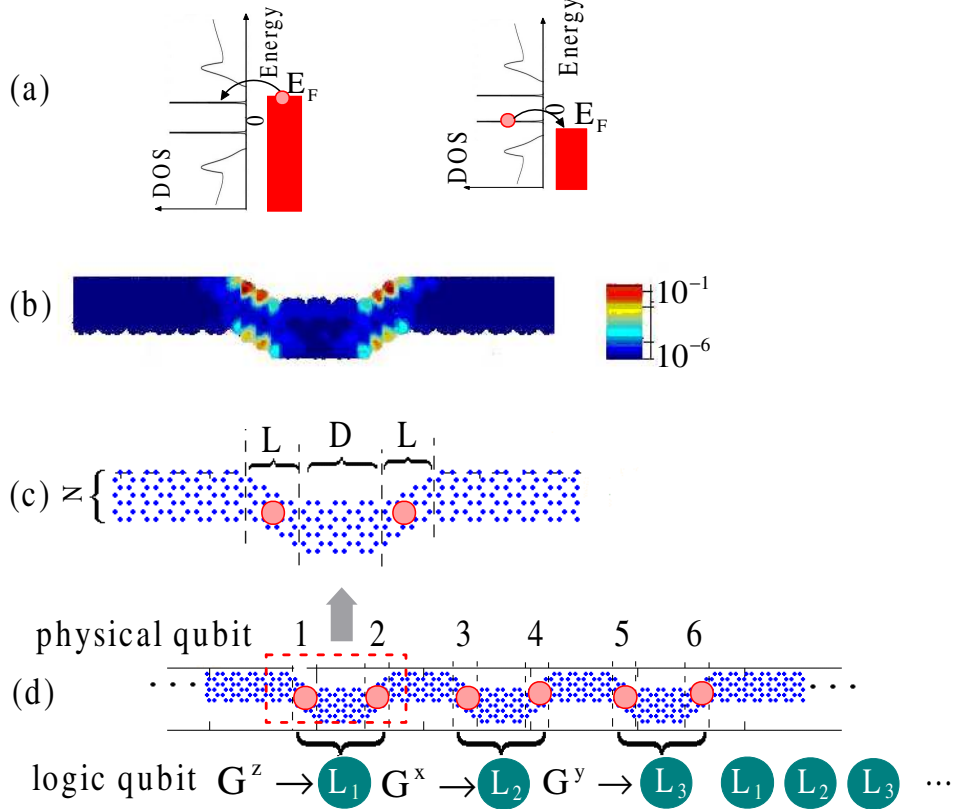 (a)
DOS
Energy
0
E_F
DOS
Energy
0
E_F
(b)
10^{-1}
10^{-6}
(c)
N
L D L
physical qubit 1 2 3 4 5 6
(d)
... ...
logic qubit G^z → L_1 G^x → L_2 G^y → L_3 L_1 L_2 L_3 ...